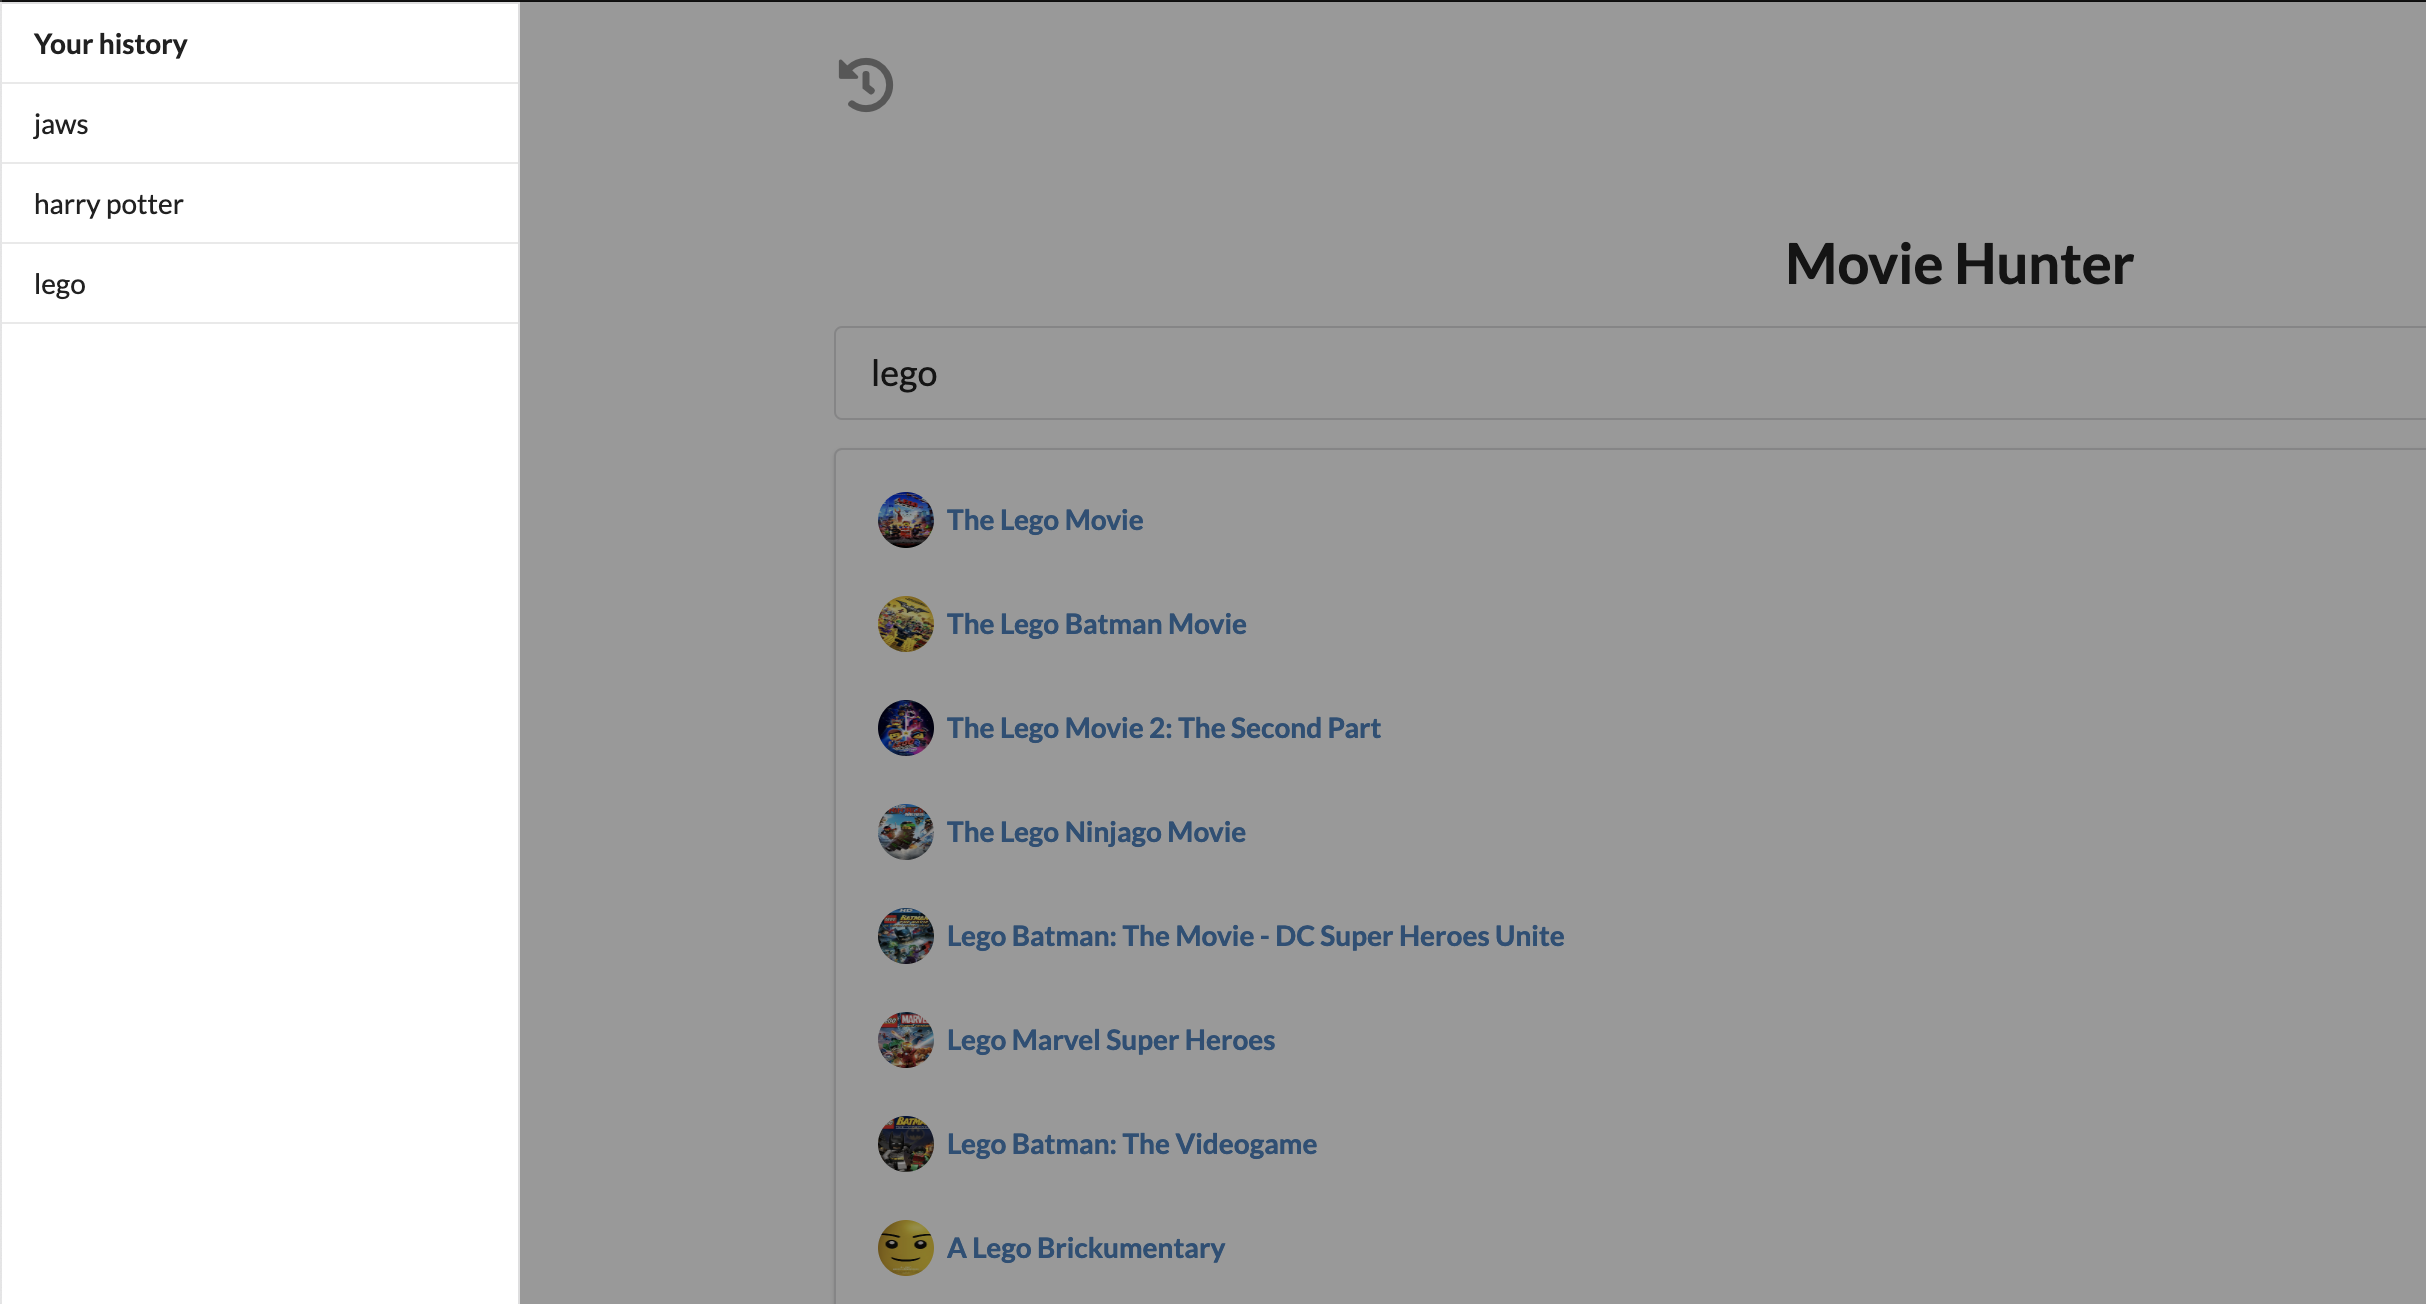 Your history
jaws
harry potter
lego
Movie Hunter
lego
The Lego Movie
The Lego Batman Movie
The Lego Movie 2: The Second Part
The Lego Ninjago Movie
Lego Batman: The Movie - DC Super Heroes Unite
Lego Marvel Super Heroes
Lego Batman: The Videogame
A Lego Brickumentary